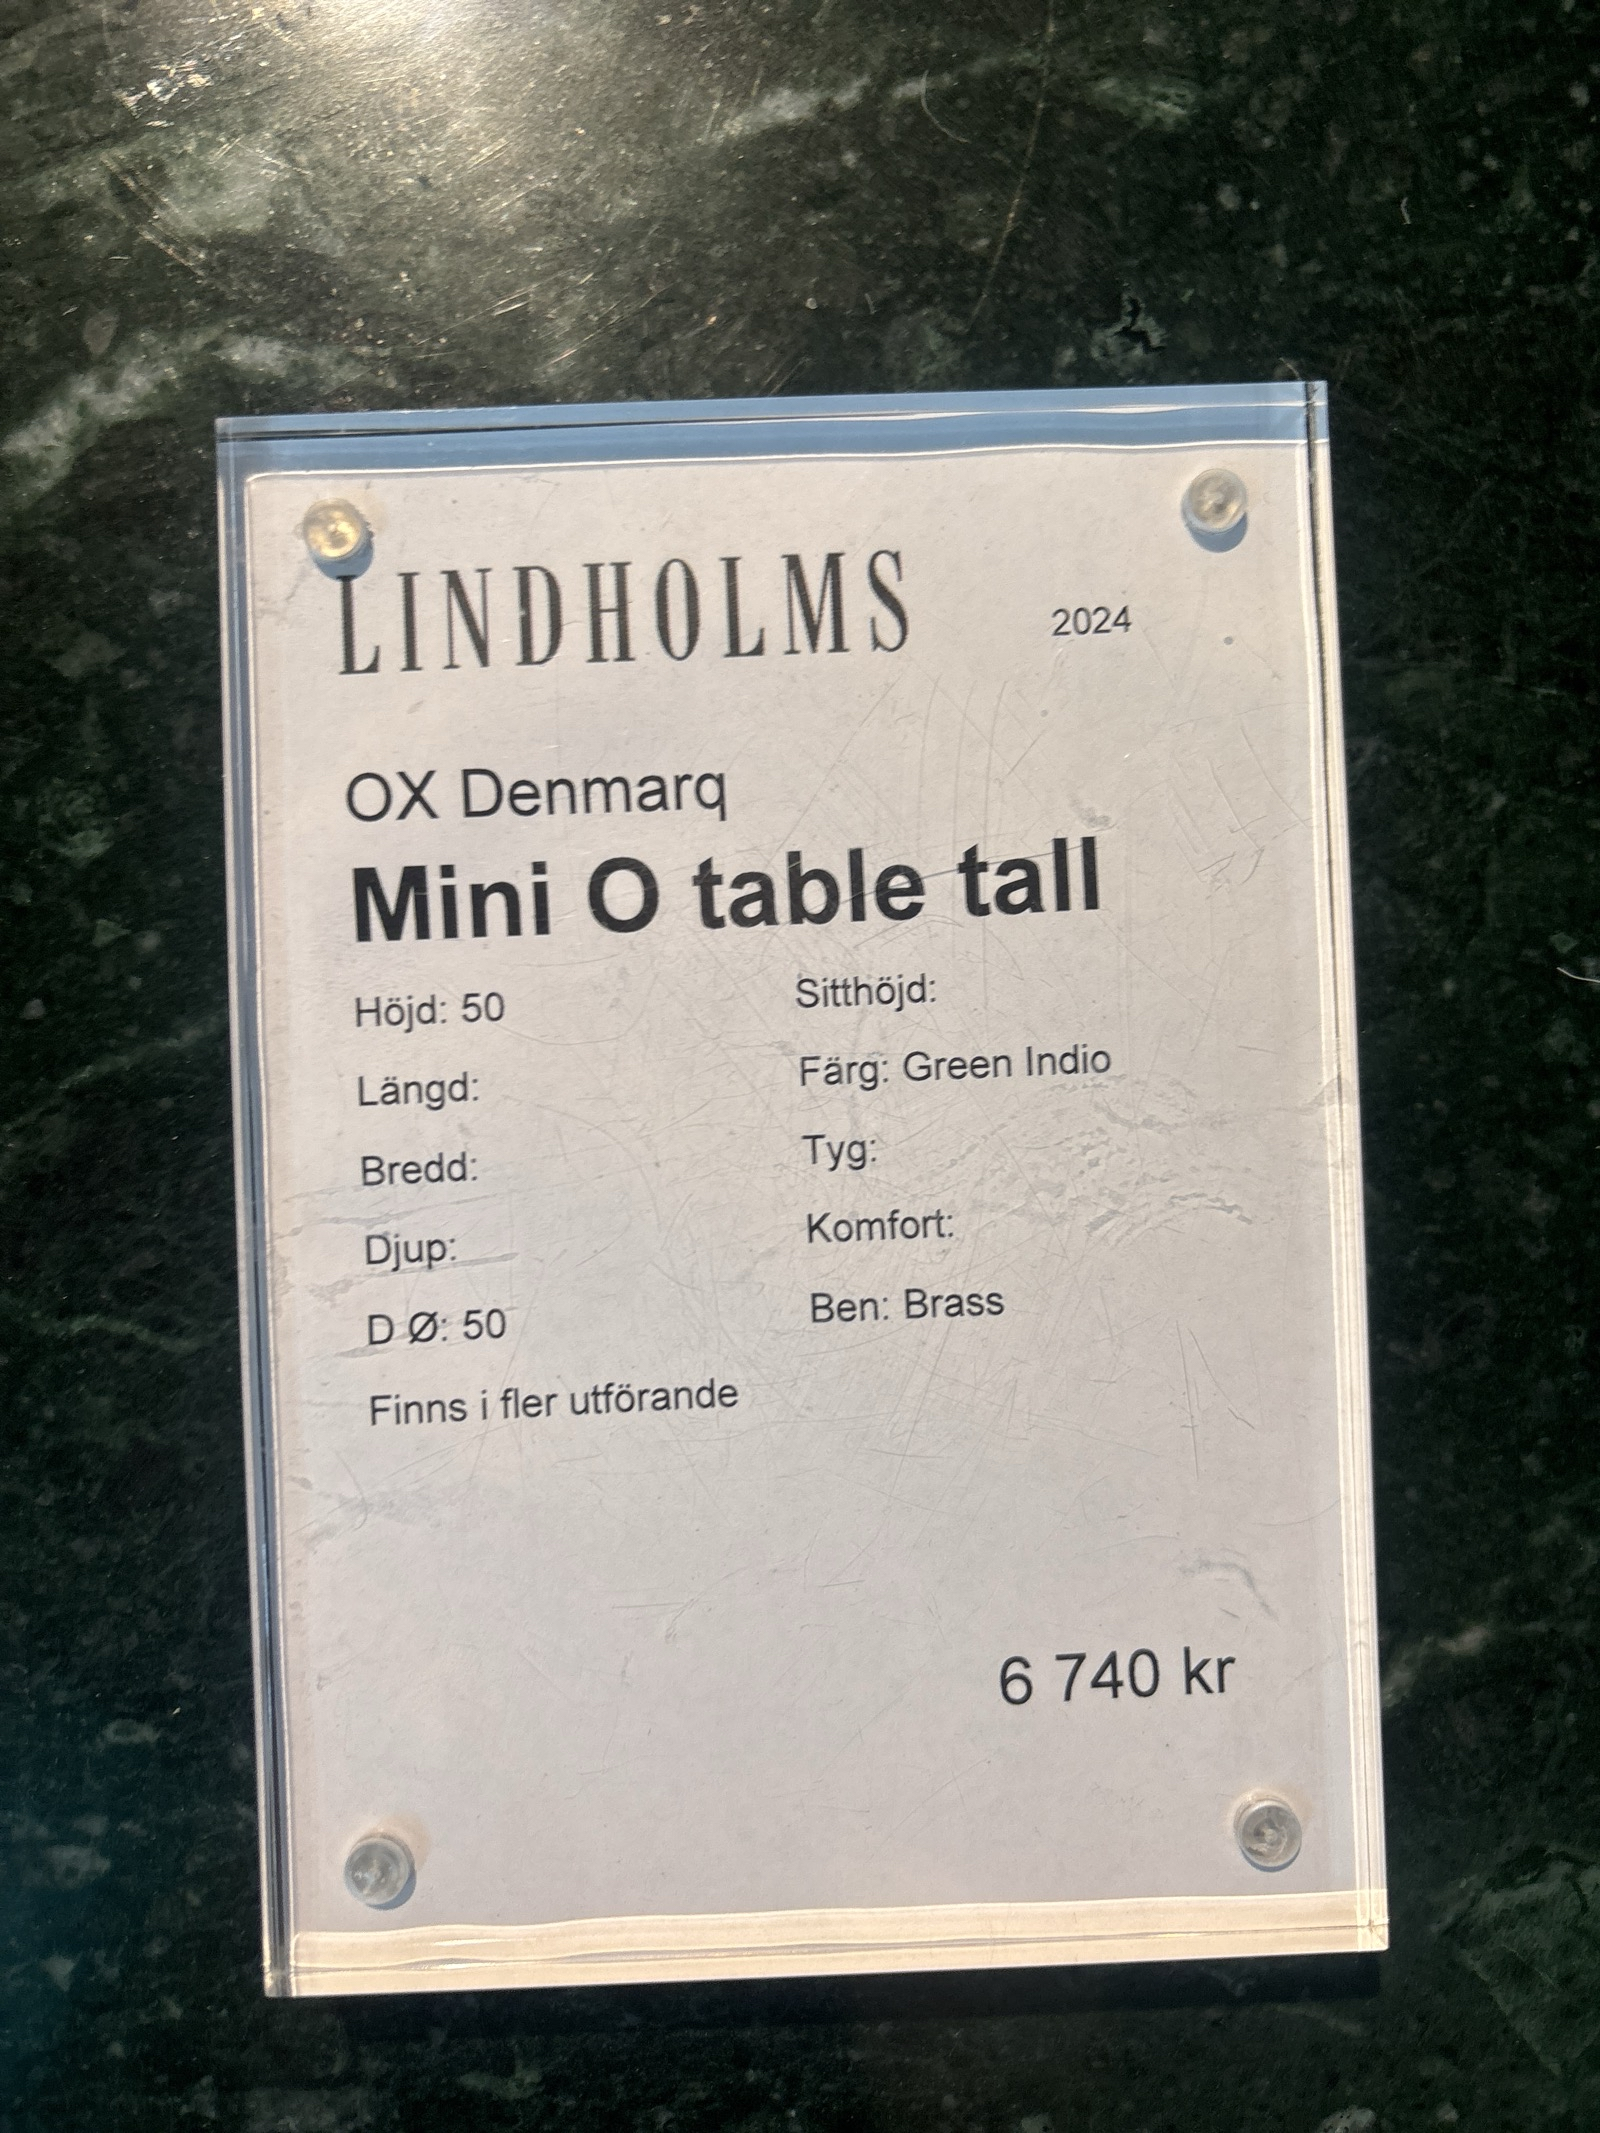 LINDHOLMS 2024
OX Denmarq
Mini O table tall
Höjd: 50
Längd:
Bredd:
Djup:
D Ø: 50
Finns i fler utförande
Sitthöjd:
Färg: Green Indio
Tyg:
Komfort:
Ben: Brass
6 740 kr